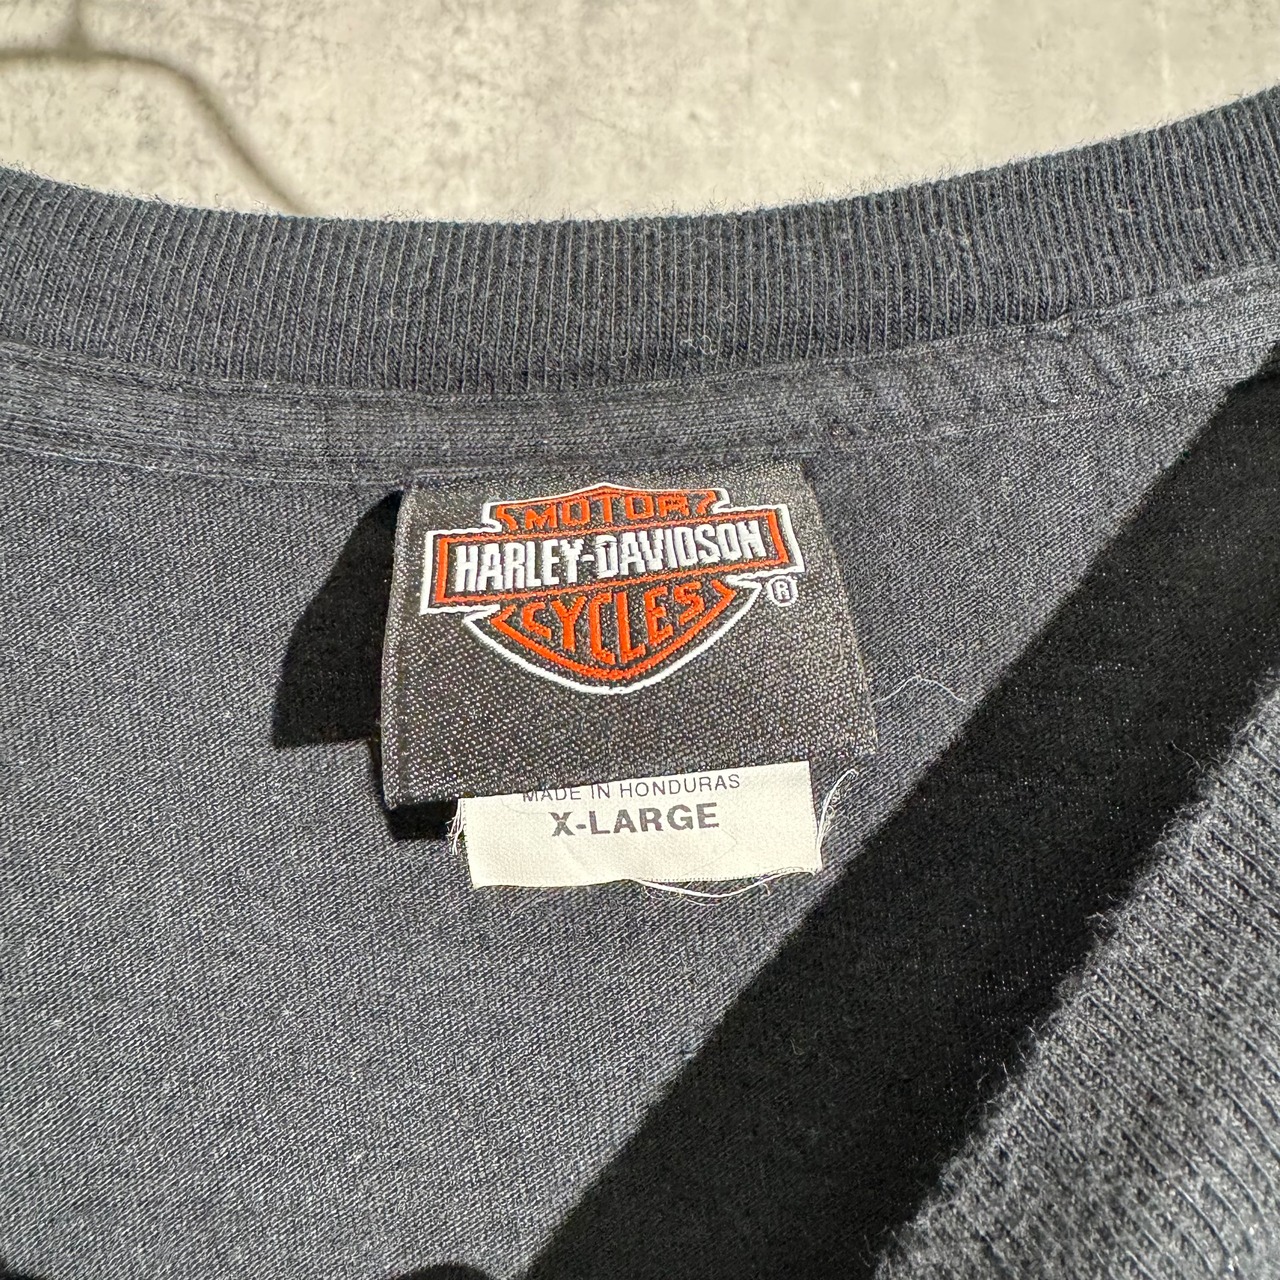 MOTOR
HARLEY-DAVIDSON
CYCLES
®
MADE IN HONDURAS
X-LARGE